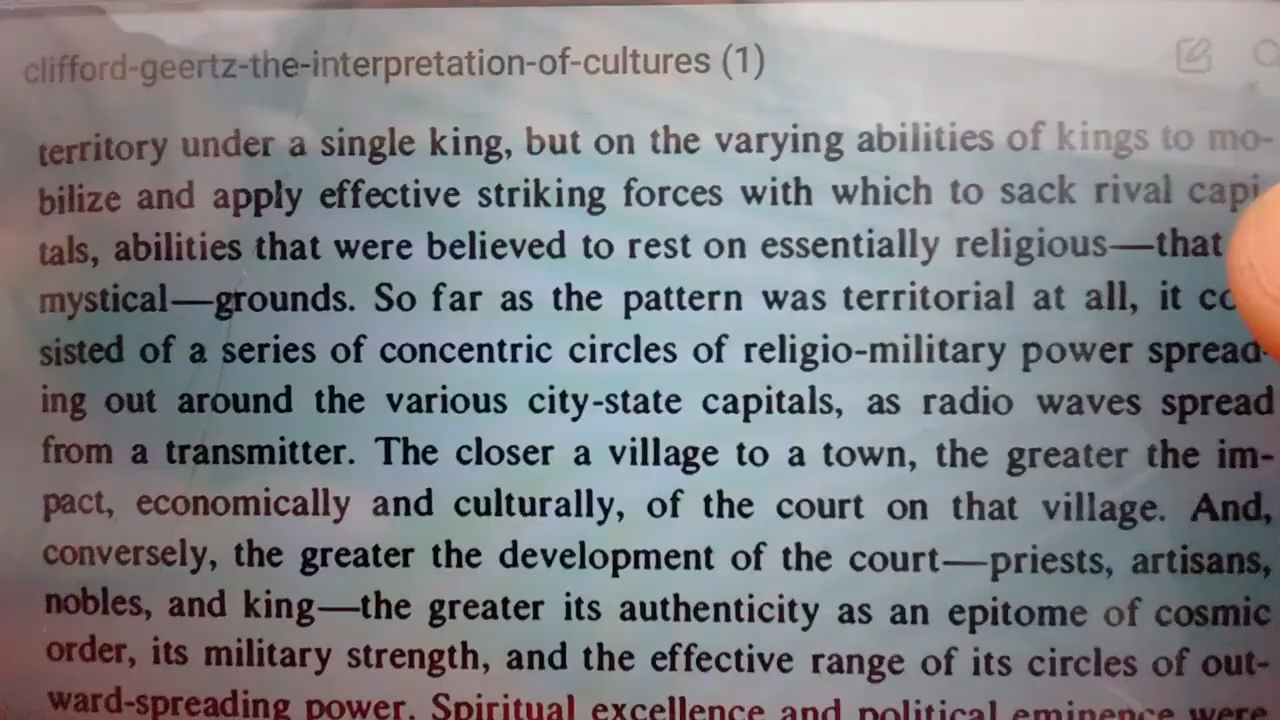 clifford-geertz-the-interpretation-of-cultures (1)
territory under a single king, but on the varying abilities of kings to mo-
bilize and apply effective striking forces with which to sack rival capi-
tals, abilities that were believed to rest on essentially religious—that
mystical—grounds. So far as the pattern was territorial at all, it
sisted of a series of concentric circles of religio-military power spread-
ing out around the various city-state capitals, as radio waves spread
from a transmitter. The closer a village to a town, the greater the im-
pact, economically and culturally, of the court on that village. And,
conversely, the greater the development of the court—priests, artisans,
nobles, and king—the greater its authenticity as an epitome of cosmic
order, its military strength, and the effective range of its circles of out-
ward-spreading power. Spiritual excellence and political eminence were